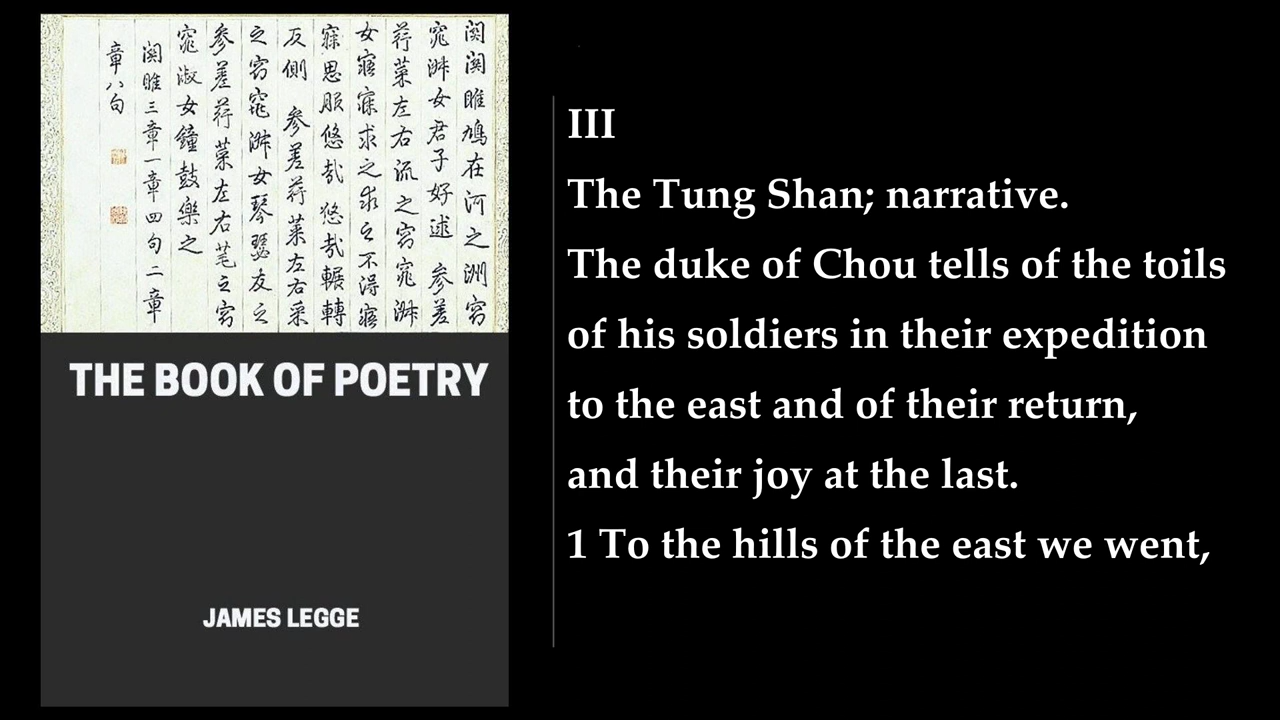 關關雎鳩在河之洲窈
窕淑女君子好逑 參差
荇菜左右流之窈窕淑
女寤寐求之求之不得寤
寐思服悠哉悠哉輾轉
反側 參差荇菜左右采
之窈窕淑女琴瑟友之
參差荇菜左右芼之窈
窕淑女鐘鼓樂之
關雎三章一章四句二章
章八句
THE BOOK OF POETRY
JAMES LEGGE
III
The Tung Shan; narrative.
The duke of Chou tells of the toils
of his soldiers in their expedition
to the east and of their return,
and their joy at the last.
1 To the hills of the east we went,